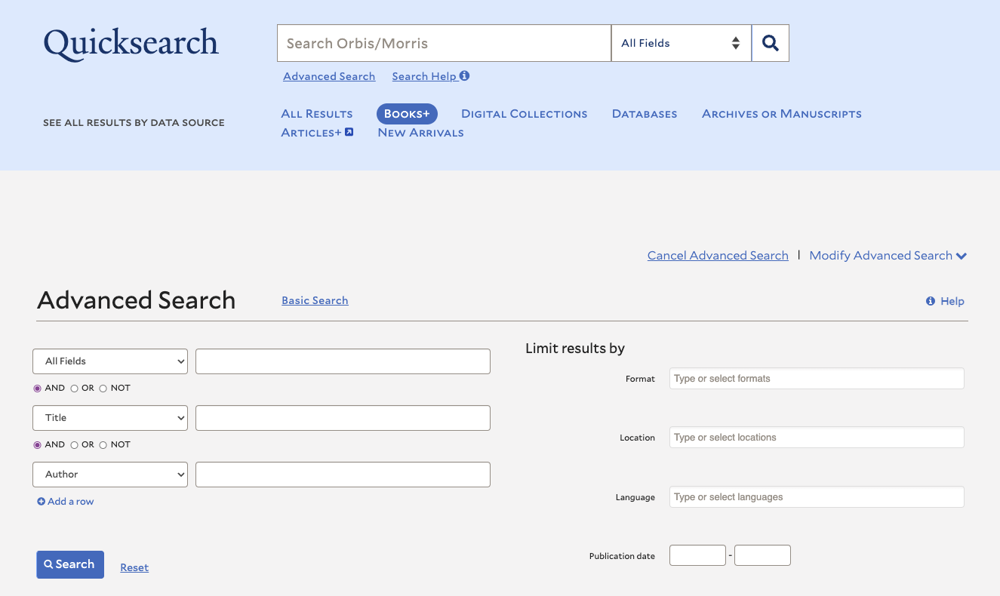 Quicksearch
Search Orbis/Morris
All Fields
Advanced Search Search Help
SEE ALL RESULTS BY DATA SOURCE
ALL RESULTS BOOKS+ DIGITAL COLLECTIONS DATABASES ARCHIVES OR MANUSCRIPTS
ARTICLES+ NEW ARRIVALS
Cancel Advanced Search | Modify Advanced Search
Advanced Search Basic Search Help
All Fields
AND OR NOT
Title
AND OR NOT
Author
Add a row
Search Reset
Limit results by
Format Type or select formats
Location Type or select locations
Language Type or select languages
Publication date -